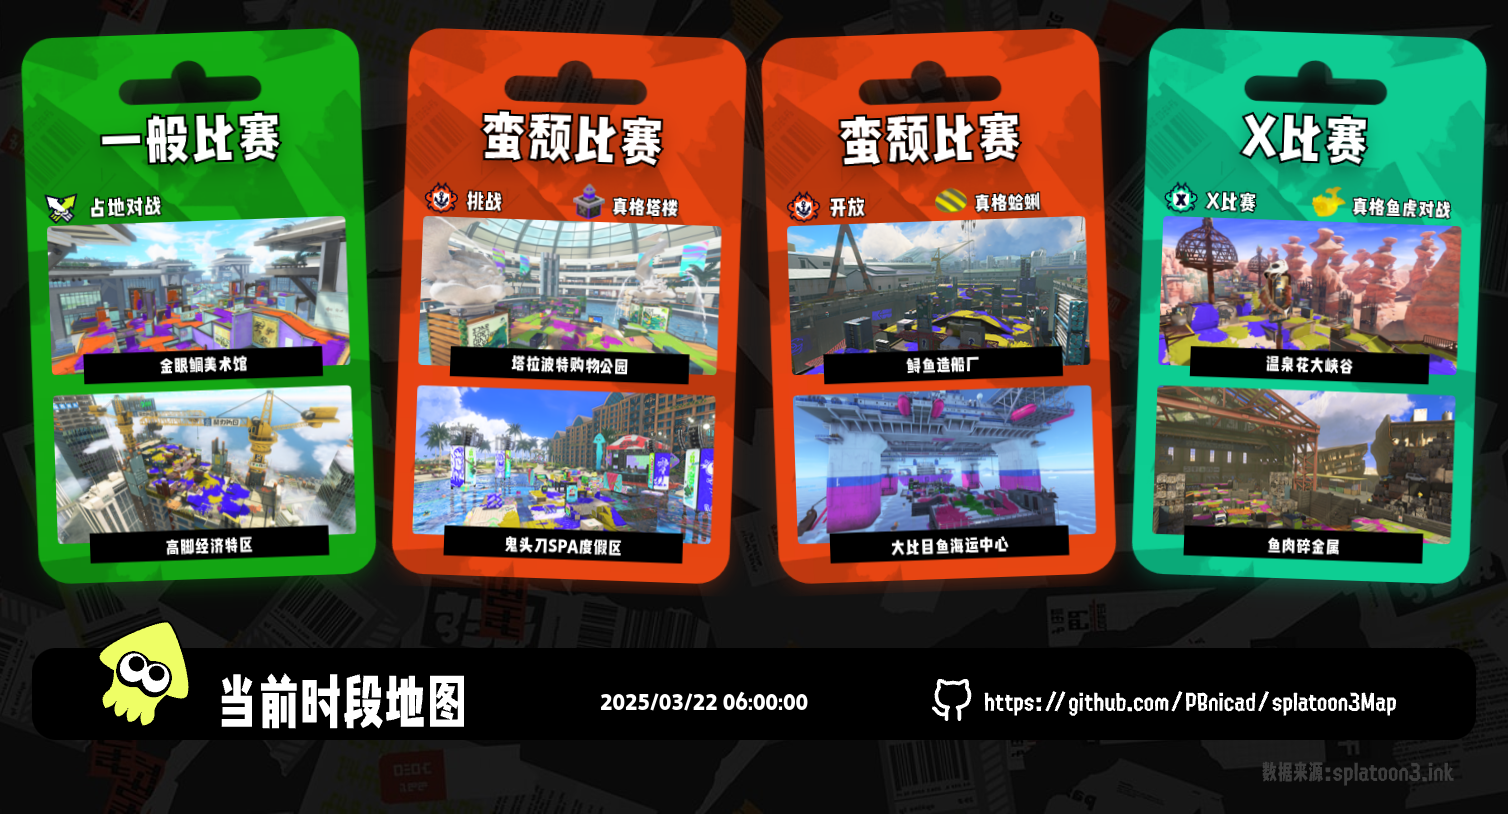 一般比赛
占地对战
金眼鲷美术馆
高脚经济特区
蛮颓比赛
挑战
真格塔楼
塔拉波特购物公园
鬼头刀SPA度假区
蛮颓比赛
开放
真格蛤蜊
鲟鱼造船厂
大比目鱼海运中心
X比赛
X比赛
真格鱼虎对战
温泉花大峡谷
鱼肉碎金属
当前时段地图
2025/03/22 06:00:00
https://github.com/PBnicad/splatoon3Map
数据来源:splatoon3.ink